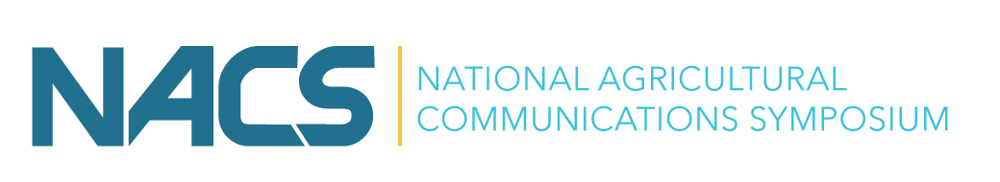 NACS
NATIONAL AGRICULTURAL
COMMUNICATIONS SYMPOSIUM